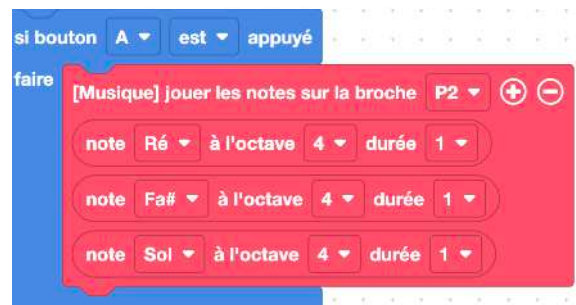 si bouton A est appuyé
faire
[Musique] jouer les notes sur la broche P2
note Ré à l'octave 4 durée 1
note Fa# à l'octave 4 durée 1
note Sol à l'octave 4 durée 1